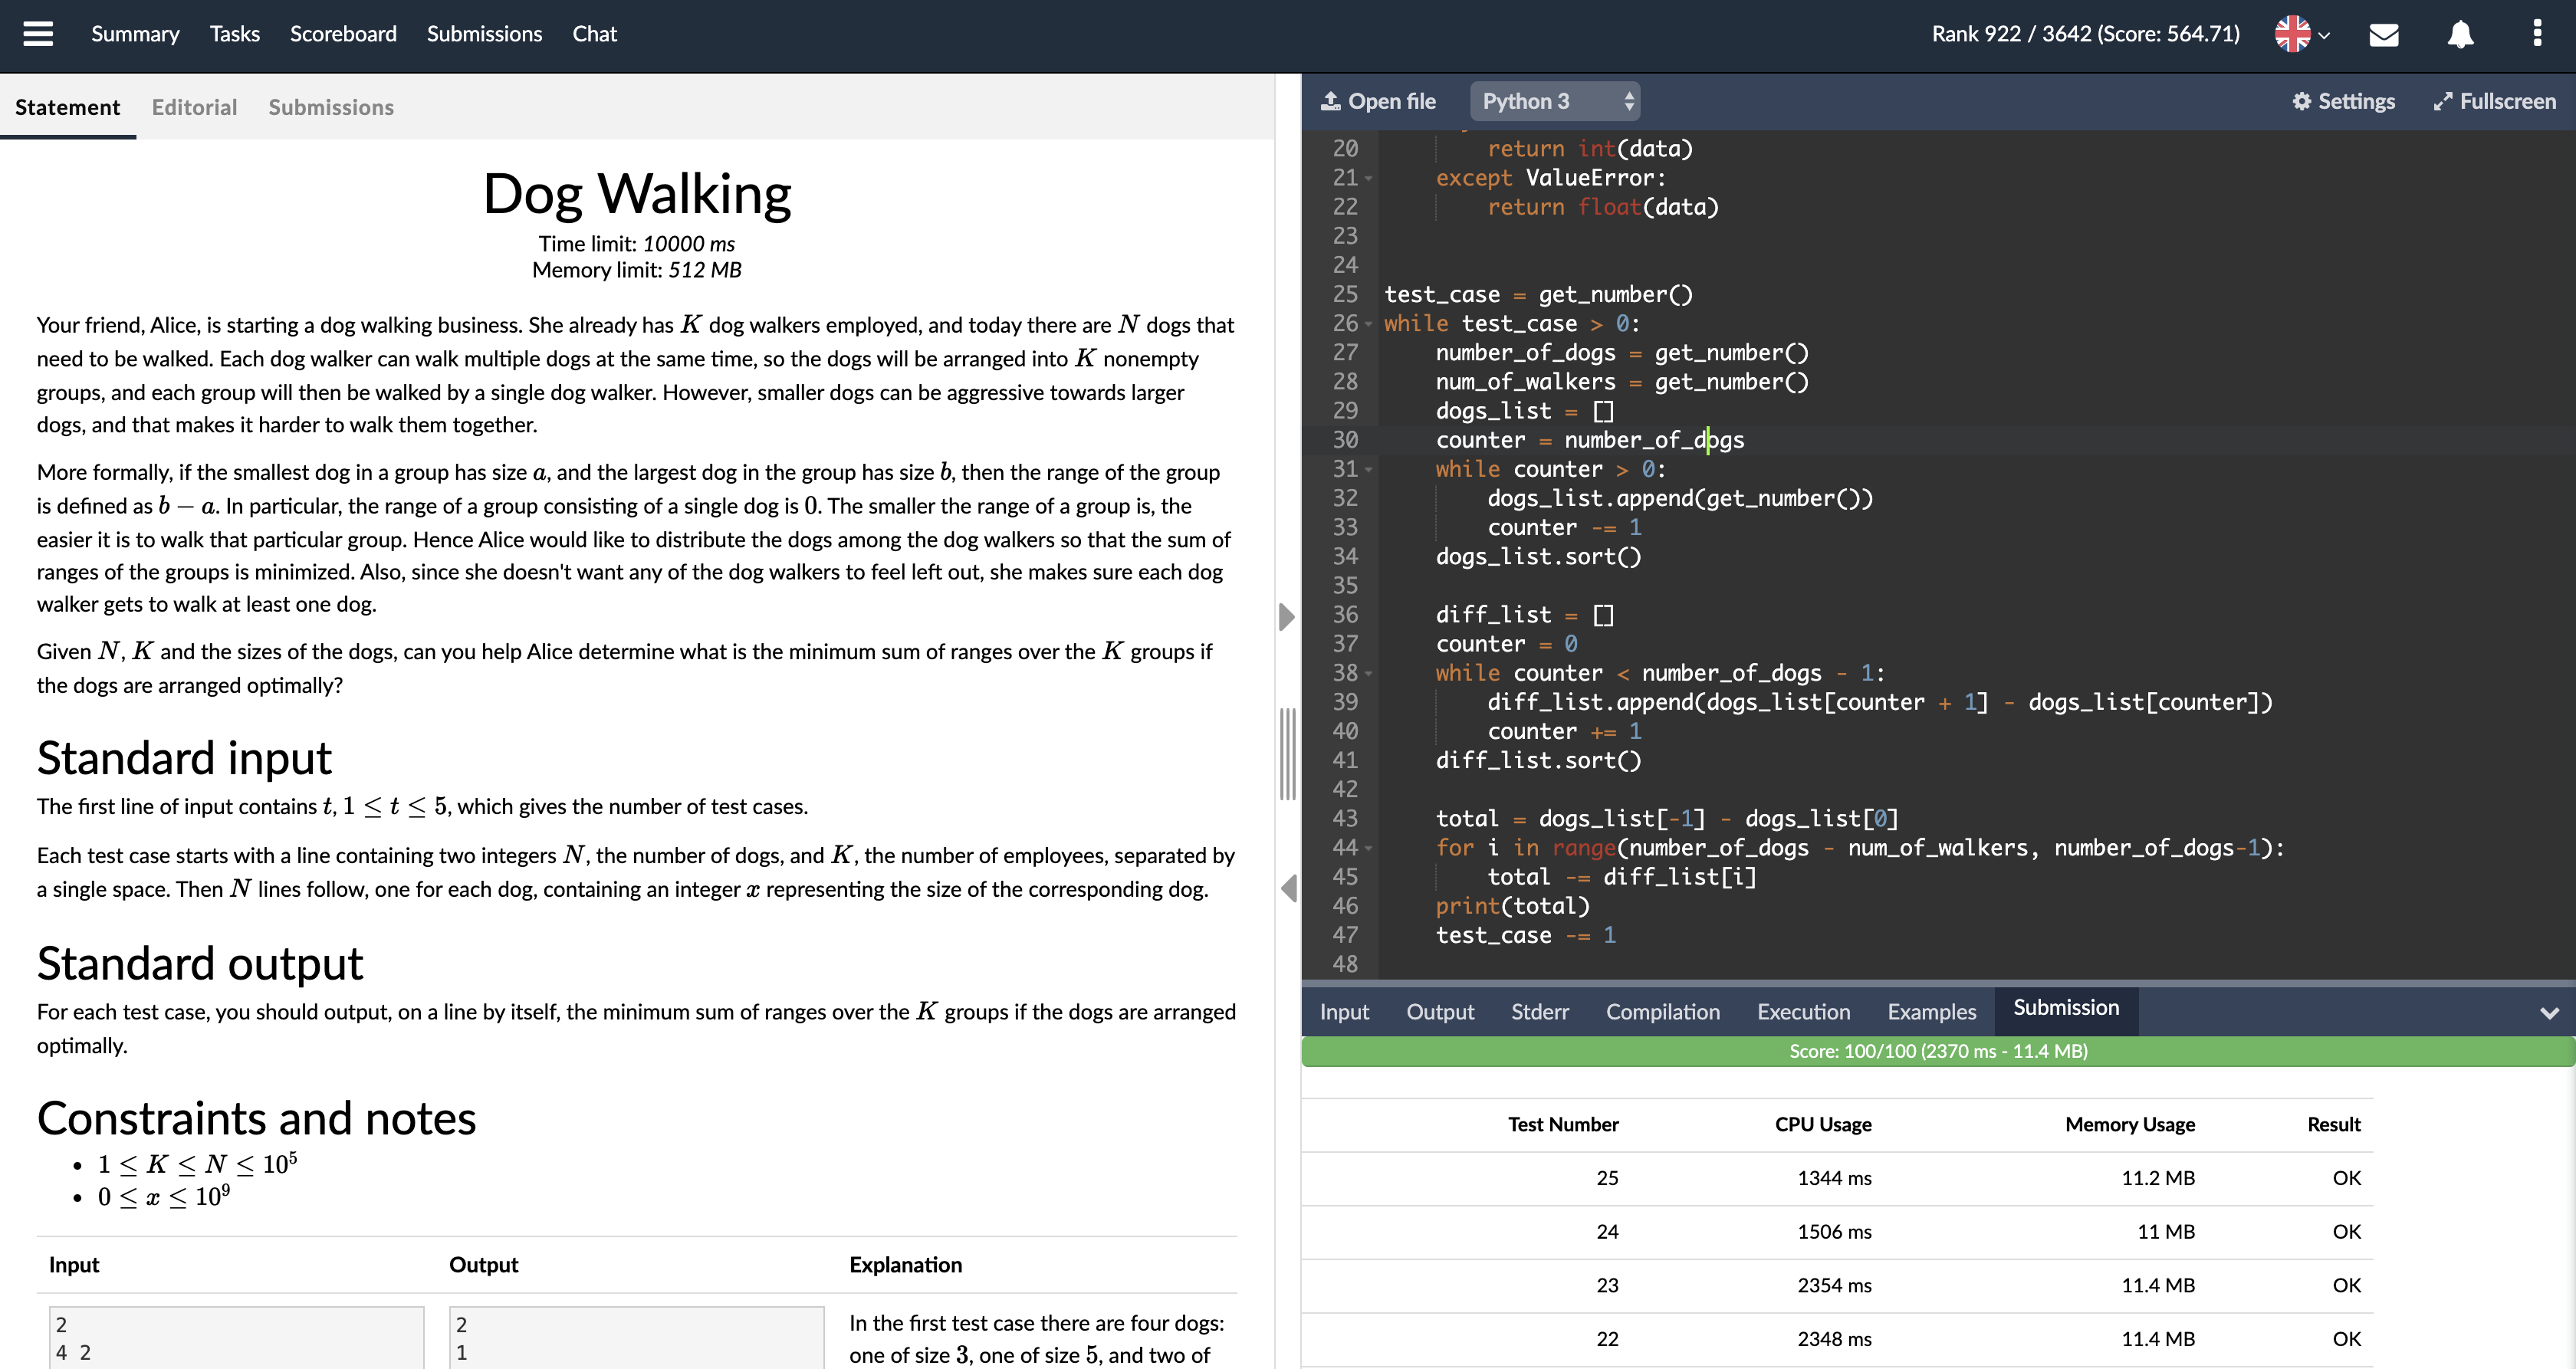 Summary Tasks Scoreboard Submissions Chat Rank 922 / 3642 (Score: 564.71)
Statement Editorial Submissions
Dog Walking
Time limit: 10000 ms
Memory limit: 512 MB
Your friend, Alice, is starting a dog walking business. She already has K dog walkers employed, and today there are N dogs that
need to be walked. Each dog walker can walk multiple dogs at the same time, so the dogs will be arranged into K nonempty
groups, and each group will then be walked by a single dog walker. However, smaller dogs can be aggressive towards larger
dogs, and that makes it harder to walk them together.
More formally, if the smallest dog in a group has size a, and the largest dog in the group has size b, then the range of the group
is defined as b − a. In particular, the range of a group consisting of a single dog is 0. The smaller the range of a group is, the
easier it is to walk that particular group. Hence Alice would like to distribute the dogs among the dog walkers so that the sum of
ranges of the groups is minimized. Also, since she doesn't want any of the dog walkers to feel left out, she makes sure each dog
walker gets to walk at least one dog.
Given N, K and the sizes of the dogs, can you help Alice determine what is the minimum sum of ranges over the K groups if
the dogs are arranged optimally?
Standard input
The first line of input contains t, 1 ≤ t ≤ 5, which gives the number of test cases.
Each test case starts with a line containing two integers N, the number of dogs, and K, the number of employees, separated by
a single space. Then N lines follow, one for each dog, containing an integer x representing the size of the corresponding dog.
Standard output
For each test case, you should output, on a line by itself, the minimum sum of ranges over the K groups if the dogs are arranged
optimally.
Constraints and notes
• 1 ≤ K ≤ N ≤ 10⁵
• 0 ≤ x ≤ 10⁹
Input Output Explanation
2
4 2
2
1
In the first test case there are four dogs:
one of size 3, one of size 5, and two of
Open file Python 3 Settings Fullscreen
20 return int(data)
21 except ValueError:
22 return float(data)
23
24
25 test_case = get_number()
26 while test_case > 0:
27 number_of_dogs = get_number()
28 num_of_walkers = get_number()
29 dogs_list = []
30 counter = number_of_dogs
31 while counter > 0:
32 dogs_list.append(get_number())
33 counter -= 1
34 dogs_list.sort()
35
36 diff_list = []
37 counter = 0
38 while counter < number_of_dogs - 1:
39 diff_list.append(dogs_list[counter + 1] - dogs_list[counter])
40 counter += 1
41 diff_list.sort()
42
43 total = dogs_list[-1] - dogs_list[0]
44 for i in range(number_of_dogs - num_of_walkers, number_of_dogs-1):
45 total -= diff_list[i]
46 print(total)
47 test_case -= 1
48
Input Output Stderr Compilation Execution Examples Submission
Score: 100/100 (2370 ms - 11.4 MB)
Test Number CPU Usage Memory Usage Result
25 1344 ms 11.2 MB OK
24 1506 ms 11 MB OK
23 2354 ms 11.4 MB OK
22 2348 ms 11.4 MB OK